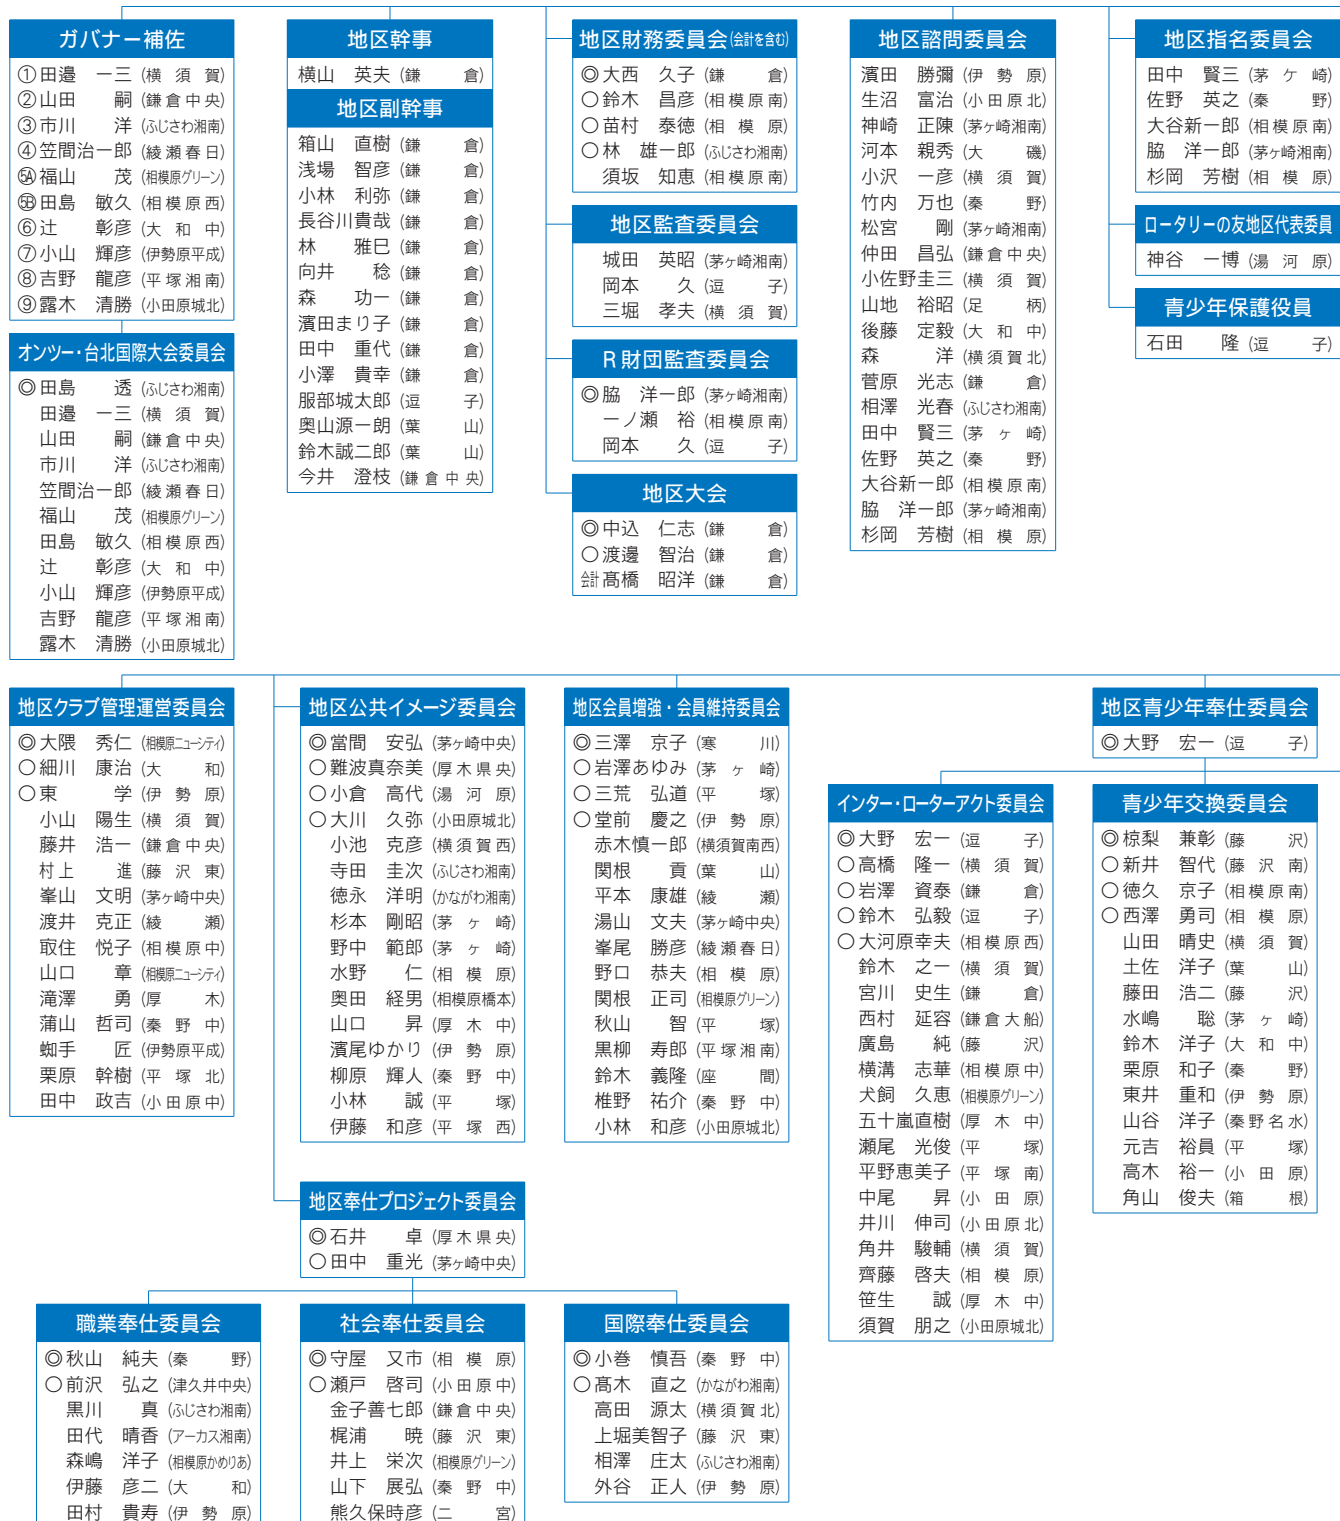 ガバナー補佐
①田邉 一三(横須賀)
②山田 嗣(鎌倉中央)
③市川 洋(ふじさわ湘南)
④笠間治一郎(綾瀬春日)
5A福山 茂(相模原グリーン)
5B田島 敏久(相模原西)
⑥辻 彰彦(大和中)
⑦小山 輝彦(伊勢原平成)
⑧吉野 龍彦(平塚湘南)
⑨露木 清勝(小田原城北)
オンツー・台北国際大会委員会
◎田島 透(ふじさわ湘南)
田邉 一三(横須賀)
山田 嗣(鎌倉中央)
市川 洋(ふじさわ湘南)
笠間治一郎(綾瀬春日)
福山 茂(相模原グリーン)
田島 敏久(相模原西)
辻 彰彦(大和中)
小山 輝彦(伊勢原平成)
吉野 龍彦(平塚湘南)
露木 清勝(小田原城北)
地区幹事
横山 英夫(鎌倉)
地区副幹事
箱山 直樹(鎌倉)
浅場 智彦(鎌倉)
小林 利弥(鎌倉)
長谷川貴哉(鎌倉)
林 雅巳(鎌倉)
向井 稔(鎌倉)
森 功一(鎌倉)
濱田まり子(鎌倉)
田中 重代(鎌倉)
小澤 貴幸(鎌倉)
服部城太郎(逗子)
奥山源一朗(葉山)
鈴木誠二郎(葉山)
今井 澄枝(鎌倉中央)
地区財務委員会(会計を含む)
◎大西 久子(鎌倉)
○鈴木 昌彦(相模原南)
○苗村 泰徳(相模原)
○林 雄一郎(ふじさわ湘南)
須坂 知恵(相模原南)
地区監査委員会
城田 英昭(茅ヶ崎湘南)
岡本 久(逗子)
三堀 孝夫(横須賀)
R財団監査委員会
◎脇 洋一郎(茅ヶ崎湘南)
一ノ瀬 裕(相模原南)
岡本 久(逗子)
地区大会
◎中込 仁志(鎌倉)
○渡邊 智治(鎌倉)
会計髙橋 昭洋(鎌倉)
地区諮問委員会
濱田 勝彌(伊勢原)
生沼 富治(小田原北)
神崎 正陳(茅ヶ崎湘南)
河本 親秀(大磯)
小沢 一彦(横須賀)
竹内 万也(秦野)
松宮 剛(茅ヶ崎湘南)
仲田 昌弘(鎌倉中央)
小佐野圭三(横須賀)
山地 裕昭(足柄)
後藤 定毅(大和中)
森 洋(横須賀北)
菅原 光志(鎌倉)
相澤 光春(ふじさわ湘南)
田中 賢三(茅ヶ崎)
佐野 英之(秦野)
大谷新一郎(相模原南)
脇 洋一郎(茅ヶ崎湘南)
杉岡 芳樹(相模原)
地区指名委員会
田中 賢三(茅ヶ崎)
佐野 英之(秦野)
大谷新一郎(相模原南)
脇 洋一郎(茅ヶ崎湘南)
杉岡 芳樹(相模原)
ロータリーの友地区代表委員
神谷 一博(湯河原)
青少年保護役員
石田 隆(逗子)
地区クラブ管理運営委員会
◎大隈 秀仁(相模原ニューシティ)
○細川 康治(大和)
○東 学(伊勢原)
小山 陽生(横須賀)
藤井 浩一(鎌倉中央)
村上 進(藤沢東)
峯山 文明(茅ヶ崎中央)
渡井 克正(綾瀬)
取住 悦子(相模原中)
山口 章(相模原ニューシティ)
滝澤 勇(厚木)
蒲山 哲司(秦野中)
蜘手 匠(伊勢原平成)
栗原 幹樹(平塚北)
田中 政吉(小田原中)
地区公共イメージ委員会
◎當間 安弘(茅ヶ崎中央)
○難波真奈美(厚木県央)
○小倉 高代(湯河原)
○大川 久弥(小田原城北)
小池 克彦(横須賀西)
寺田 圭次(ふじさわ湘南)
徳永 洋明(かながわ湘南)
杉本 剛昭(茅ヶ崎)
野中 範郎(茅ヶ崎)
水野 仁(相模原)
奥田 経男(相模原橋本)
山口 昇(厚木中)
濱尾ゆかり(伊勢原)
柳原 輝人(秦野中)
小林 誠(平塚)
伊藤 和彦(平塚西)
地区会員増強・会員維持委員会
◎三澤 京子(寒川)
○岩澤あゆみ(茅ヶ崎)
○三荒 弘道(平塚)
○堂前 慶之(伊勢原)
赤木慎一郎(横須賀南西)
関根 貢(葉山)
平本 康雄(綾瀬)
湯山 文夫(茅ヶ崎中央)
峯尾 勝彦(綾瀬春日)
野口 恭夫(相模原)
関根 正司(相模原グリーン)
秋山 智(平塚)
黒柳 寿郎(平塚湘南)
鈴木 義隆(座間)
椎野 祐介(秦野中)
小林 和彦(小田原城北)
地区青少年奉仕委員会
◎大野 宏一(逗子)
インター・ローターアクト委員会
◎大野 宏一(逗子)
○高橋 隆一(横須賀)
○岩澤 資泰(鎌倉)
○鈴木 弘毅(逗子)
○大河原幸夫(相模原西)
鈴木 之一(横須賀)
宮川 史生(鎌倉)
西村 延容(鎌倉大船)
廣島 純(藤沢)
横溝 志華(相模原中)
犬飼 久恵(相模原グリーン)
五十嵐直樹(厚木中)
瀬尾 光俊(平塚)
平野恵美子(平塚南)
中尾 昇(小田原)
井川 伸司(小田原北)
角井 駿輔(横須賀)
齊藤 啓夫(相模原)
笹生 誠(厚木中)
須賀 朋之(小田原城北)
青少年交換委員会
◎椋梨 兼彰(藤沢)
○新井 智代(藤沢南)
○徳久 京子(相模原南)
○西澤 勇司(相模原)
山田 晴史(横須賀)
土佐 洋子(葉山)
藤田 浩二(藤沢)
水嶋 聡(茅ヶ崎)
鈴木 洋子(大和中)
栗原 和子(秦野)
東井 重和(伊勢原)
山谷 洋子(秦野名水)
元吉 裕員(平塚)
高木 裕一(小田原)
角山 俊夫(箱根)
地区奉仕プロジェクト委員会
◎石井 卓(厚木県央)
○田中 重光(茅ヶ崎中央)
職業奉仕委員会
◎秋山 純夫(秦野)
○前沢 弘之(津久井中央)
黒川 真(ふじさわ湘南)
田代 晴香(アーカス湘南)
森嶋 洋子(相模原かめりあ)
伊藤 彦二(大和)
田村 貴寿(伊勢原)
社会奉仕委員会
◎守屋 又市(相模原)
○瀬戸 啓司(小田原中)
金子善七郎(鎌倉中央)
梶浦 暁(藤沢東)
井上 栄次(相模原グリーン)
山下 展弘(秦野中)
熊久保時彦(二宮)
国際奉仕委員会
◎小巻 慎吾(秦野中)
○髙木 直之(かながわ湘南)
高田 源太(横須賀北)
上堀美智子(藤沢東)
相澤 庄太(ふじさわ湘南)
外谷 正人(伊勢原)